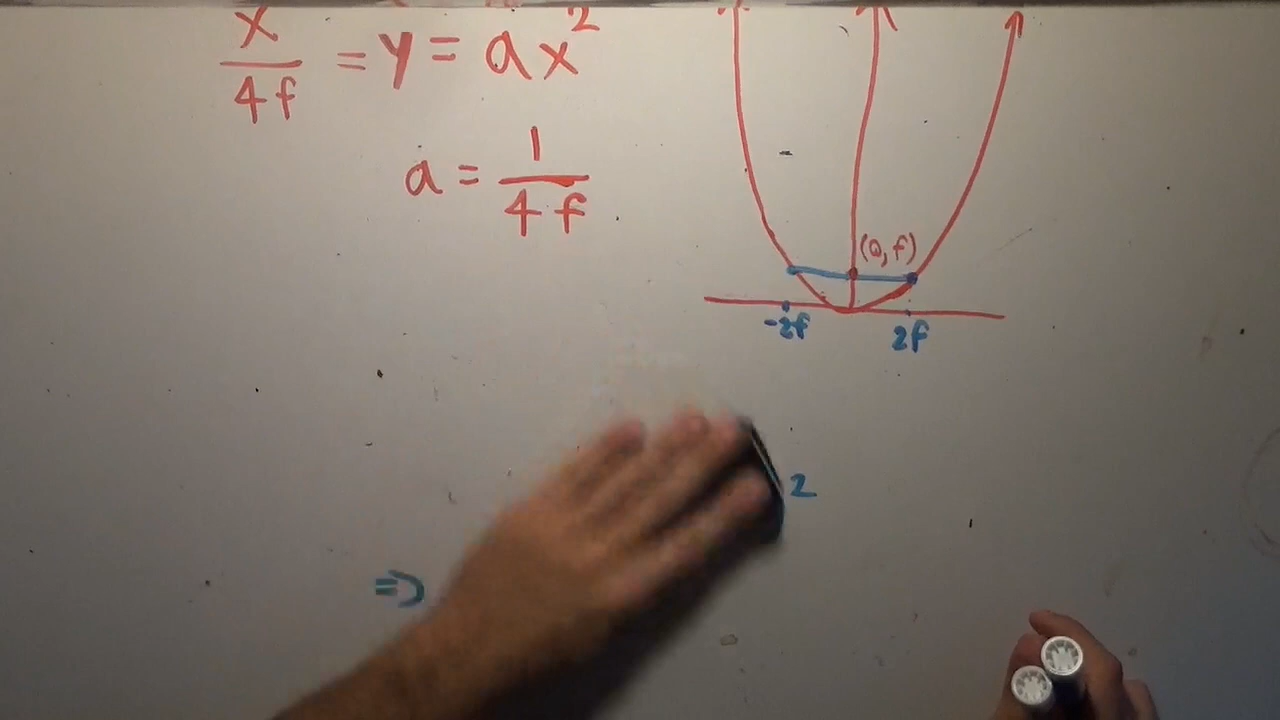 x/4f = y = ax²
a = 1/4f
(0,f)
-2f 2f
2
⇒